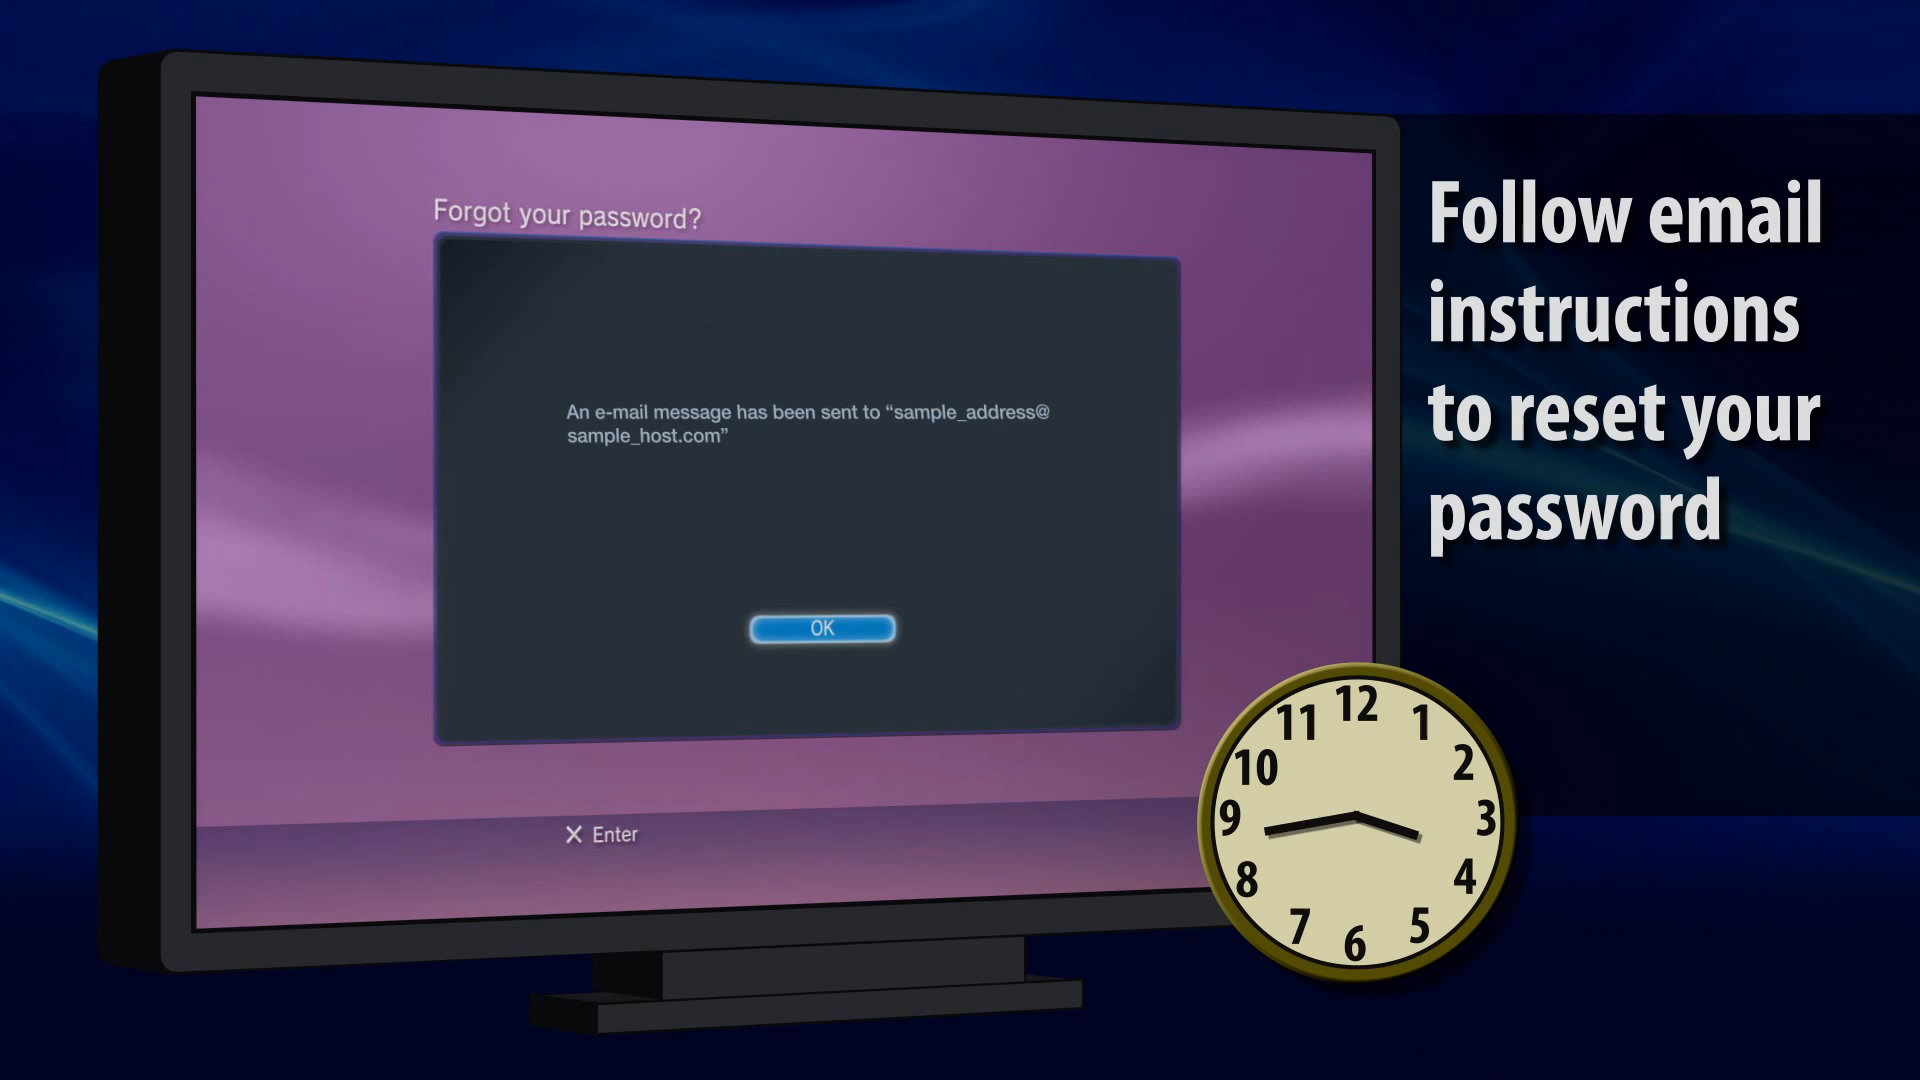 Forgot your password?
An e-mail message has been sent to “sample_address@
sample_host.com”
OK
Enter
Follow email
instructions
to reset your
password
12
1
2
3
4
5
6
7
8
9
10
11